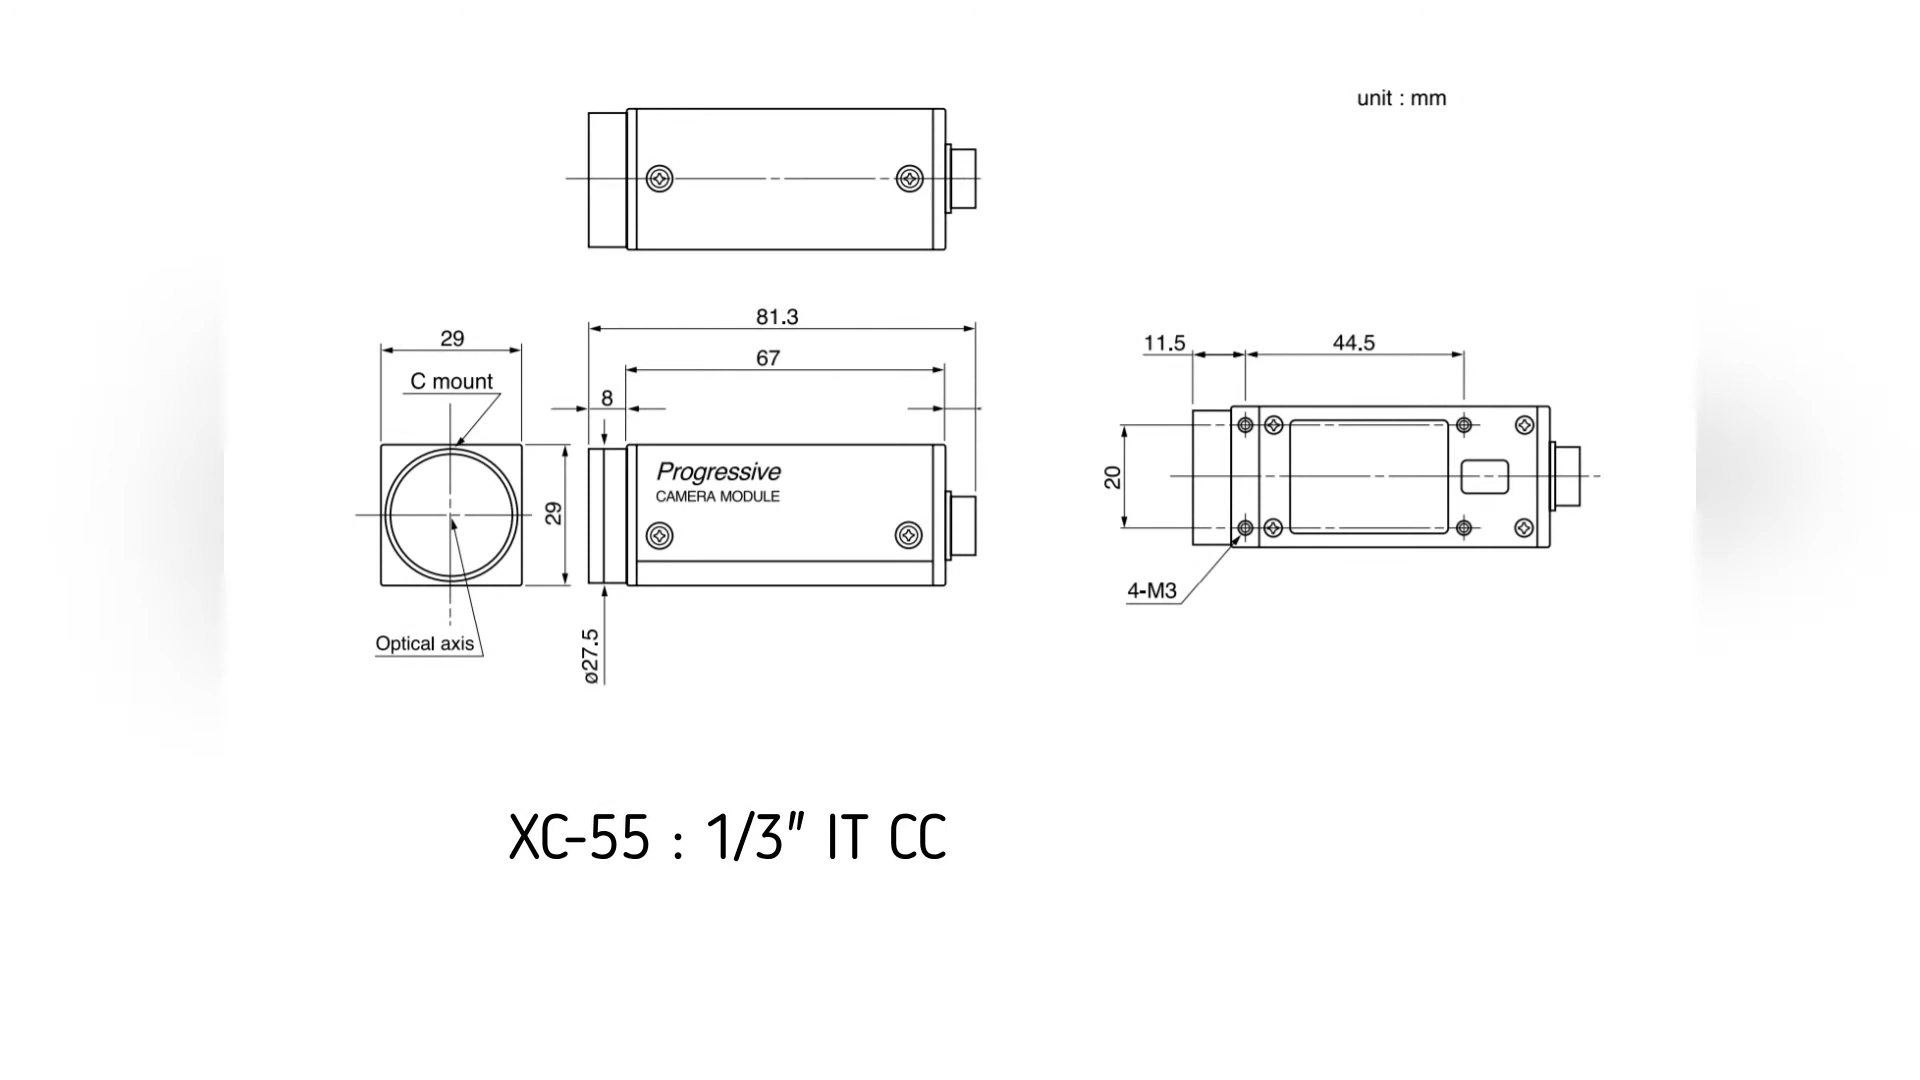 unit : mm
81.3
29
67
11.5
44.5
C mount
8
Progressive
CAMERA MODULE
29
20
4-M3
Optical axis
ø27.5
XC-55 : 1/3" IT CC